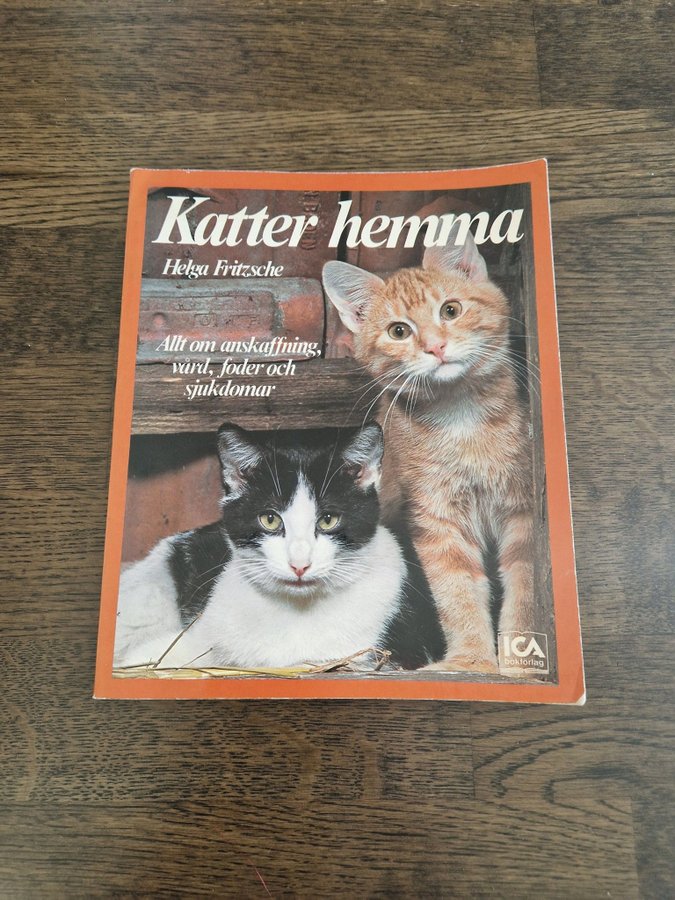 Katter hemma
Helga Fritzsche
Allt om anskaffning,
vård, foder och
sjukdomar
ICA
bokförlag